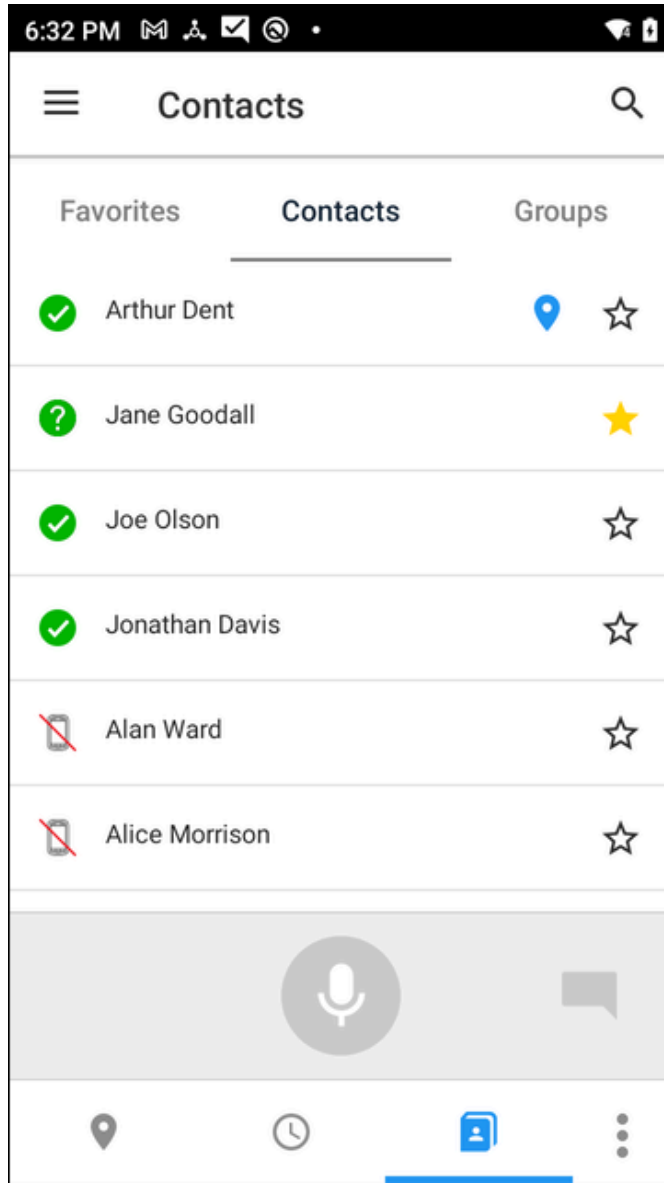 6:32 PM
Contacts
Favorites Contacts Groups
Arthur Dent
Jane Goodall
Joe Olson
Jonathan Davis
Alan Ward
Alice Morrison